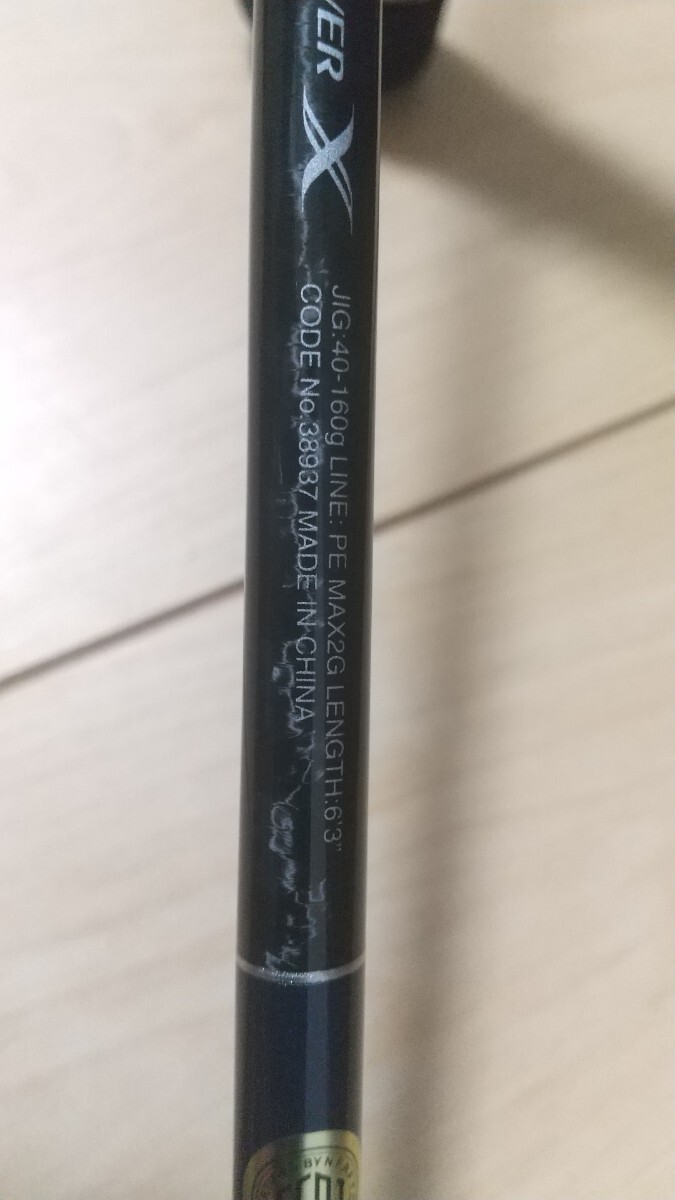 VER X
JIG:40-160g LINE: PE MAX2G LENGTH:6'3"
CODE No.38937 MADE IN CHINA